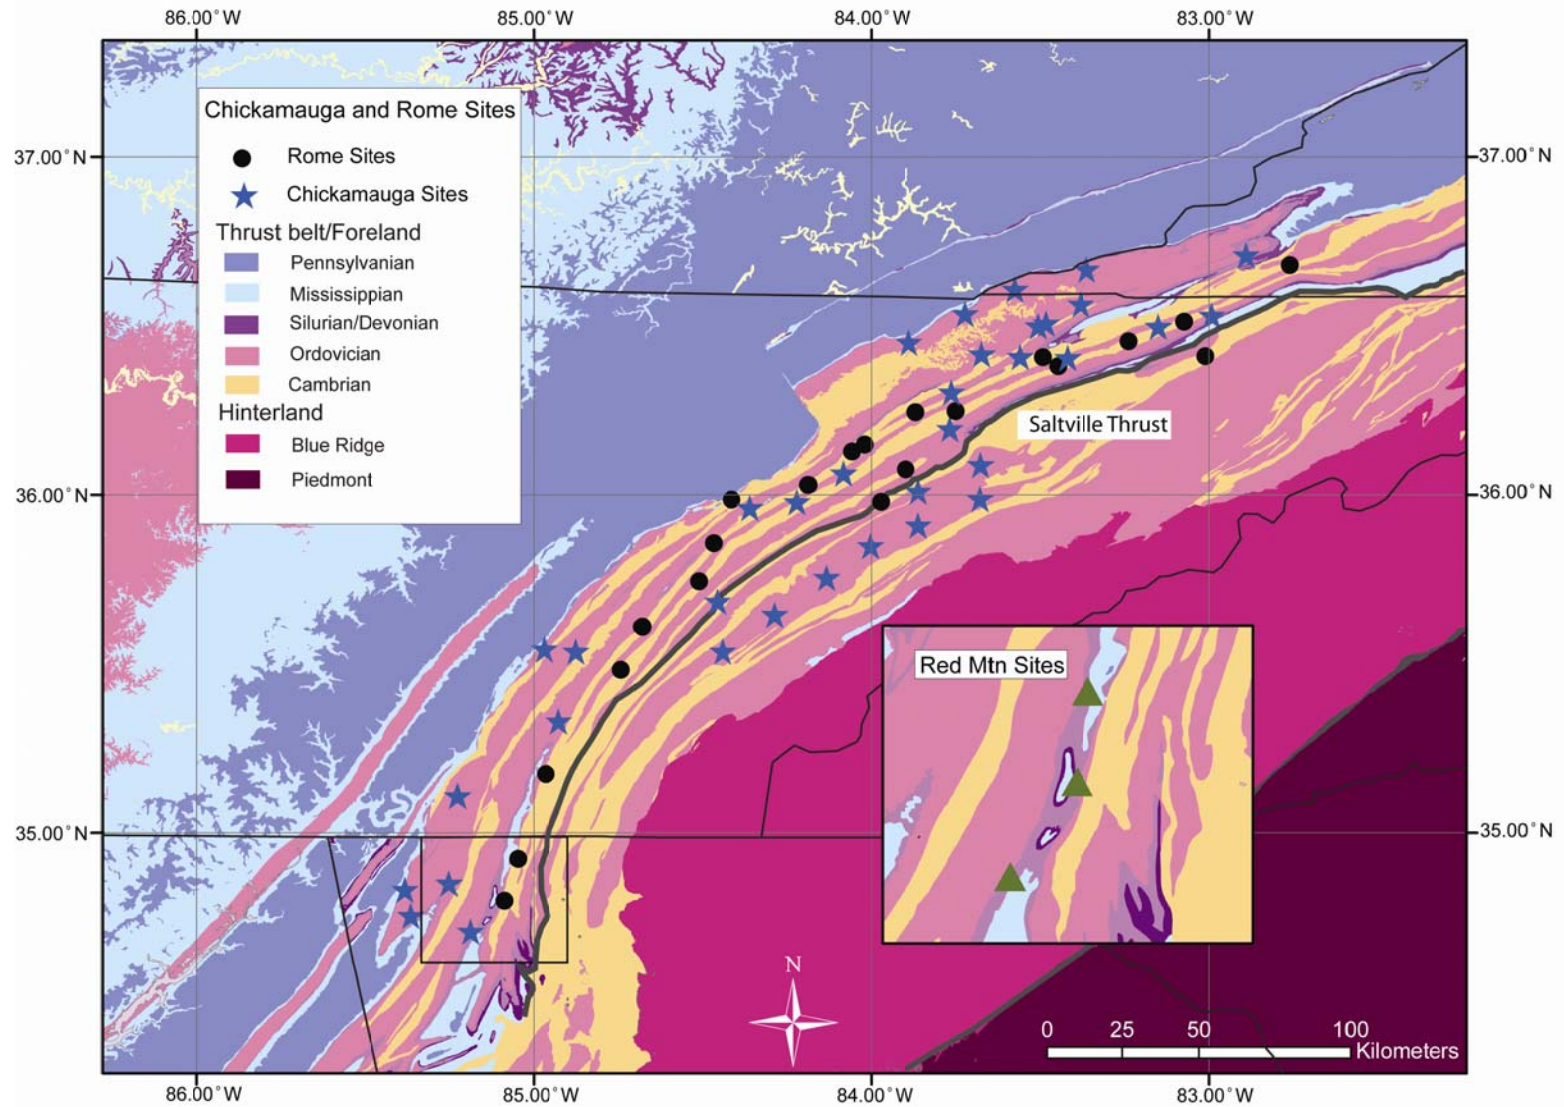 86.00°W 85.00°W 84.00°W 83.00°W
Chickamauga and Rome Sites
Rome Sites
37.00°N 37.00°N
Chickamauga Sites
Thrust belt/Foreland
Pennsylvanian
Mississippian
Silurian/Devonian
Ordovician
Cambrian
Hinterland
Blue Ridge
Saltville Thrust
Piedmont
36.00°N 36.00°N
Red Mtn Sites
35.00°N 35.00°N
N
0 25 50 100
Kilometers
86.00°W 85.00°W 84.00°W 83.00°W